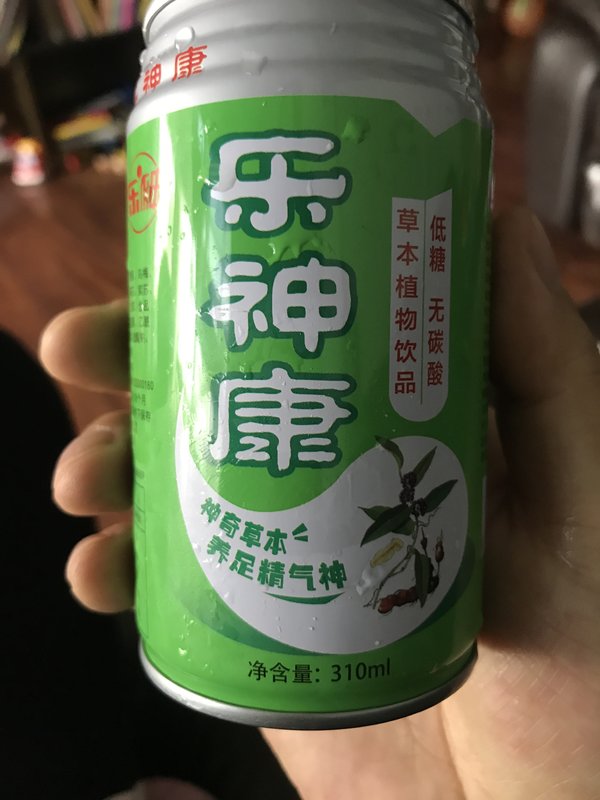 神康
乐神康
低糖 无碳酸
草本植物饮品
神奇草本
养足精气神
净含量：310ml